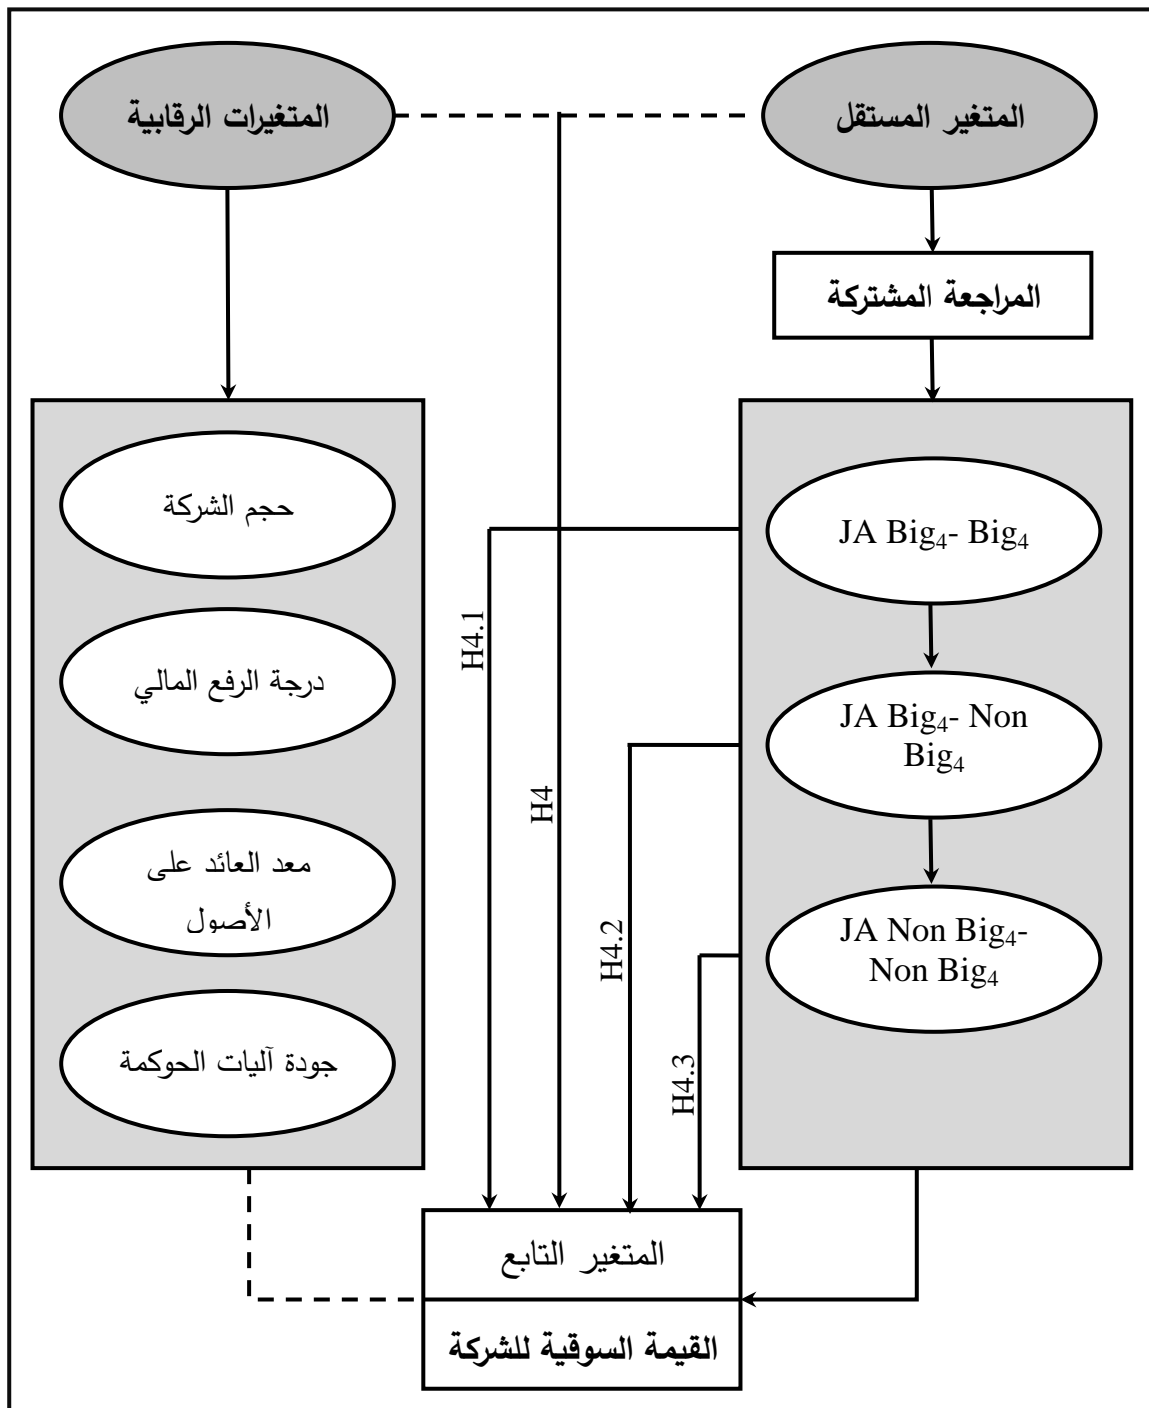 المتغير المستقل
المتغيرات الرقابية
المراجعة المشتركة
JA Big₄- Big₄
JA Big₄- Non
Big₄
JA Non Big₄-
Non Big₄
حجم الشركة
درجة الرفع المالي
معد العائد على
الأصول
جودة آليات الحوكمة
H4.1
H4
H4.2
H4.3
المتغير التابع
القيمة السوقية للشركة